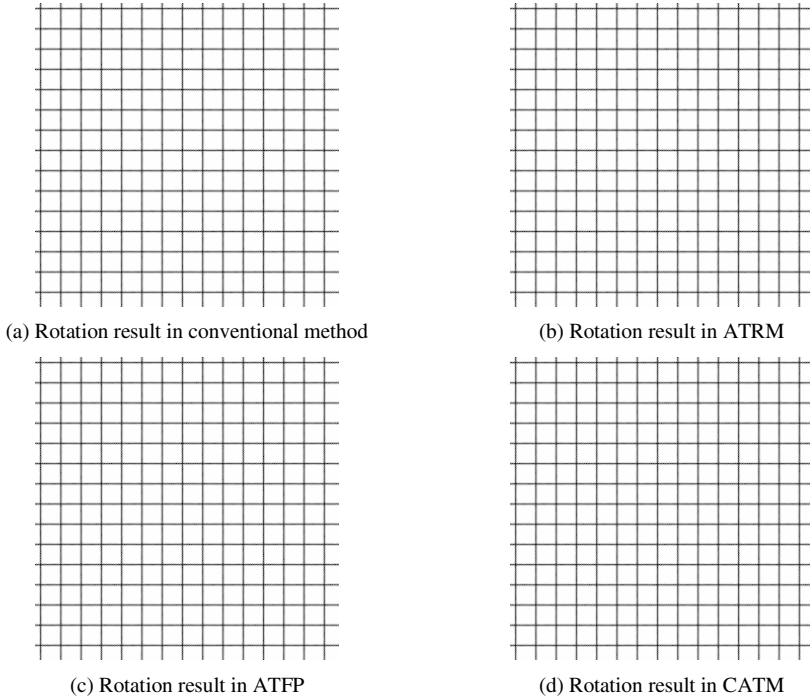 (a) Rotation result in conventional method
(b) Rotation result in ATRM
(c) Rotation result in ATFP
(d) Rotation result in CATM